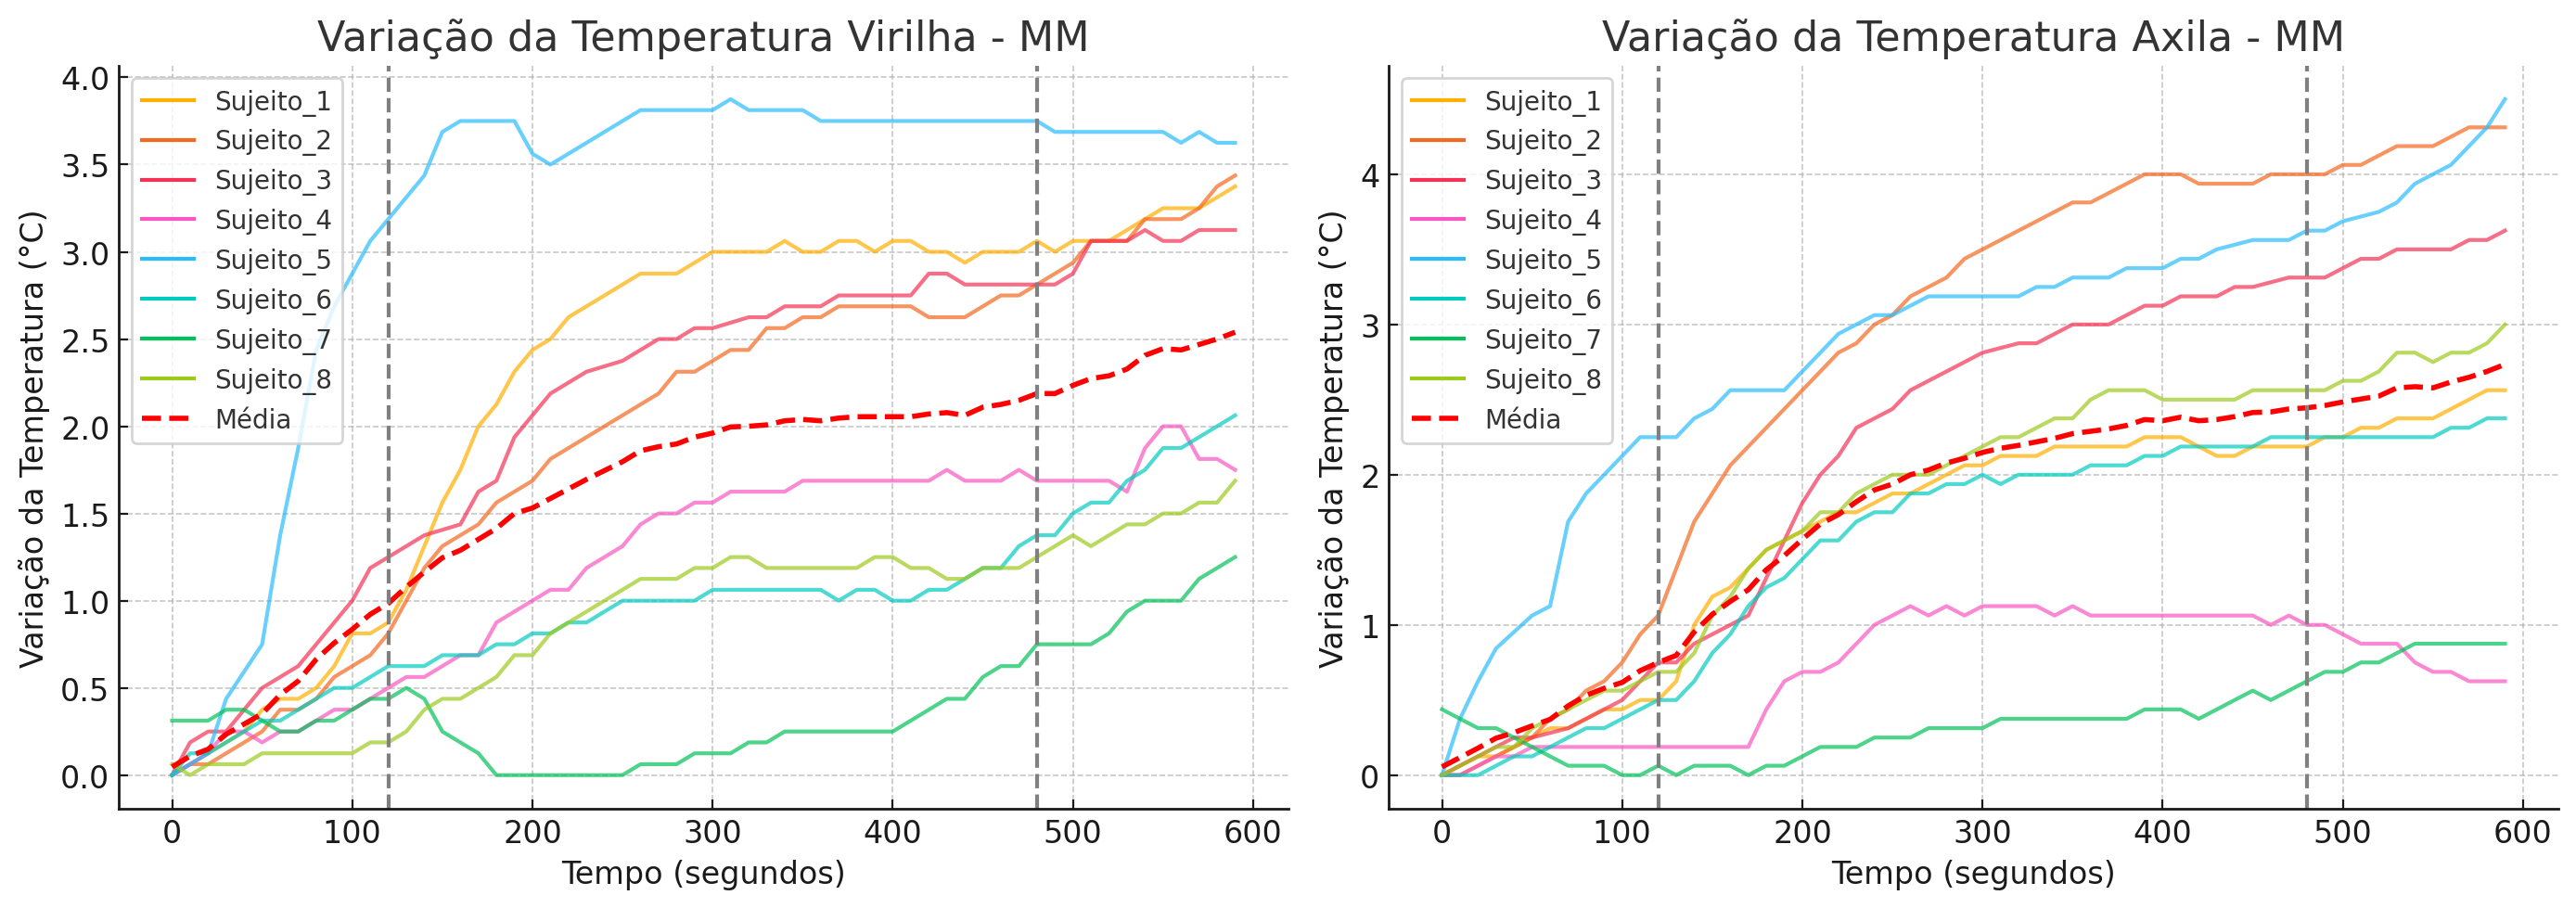 Variação da Temperatura Virilha - MM
Variação da Temperatura (°C)
4.0
3.5
3.0
2.5
2.0
1.5
1.0
0.5
0.0
Sujeito_1
Sujeito_2
Sujeito_3
Sujeito_4
Sujeito_5
Sujeito_6
Sujeito_7
Sujeito_8
Média
0 100 200 300 400 500 600
Tempo (segundos)
Variação da Temperatura Axila - MM
Variação da Temperatura (°C)
4
3
2
1
0
Sujeito_1
Sujeito_2
Sujeito_3
Sujeito_4
Sujeito_5
Sujeito_6
Sujeito_7
Sujeito_8
Média
0 100 200 300 400 500 600
Tempo (segundos)